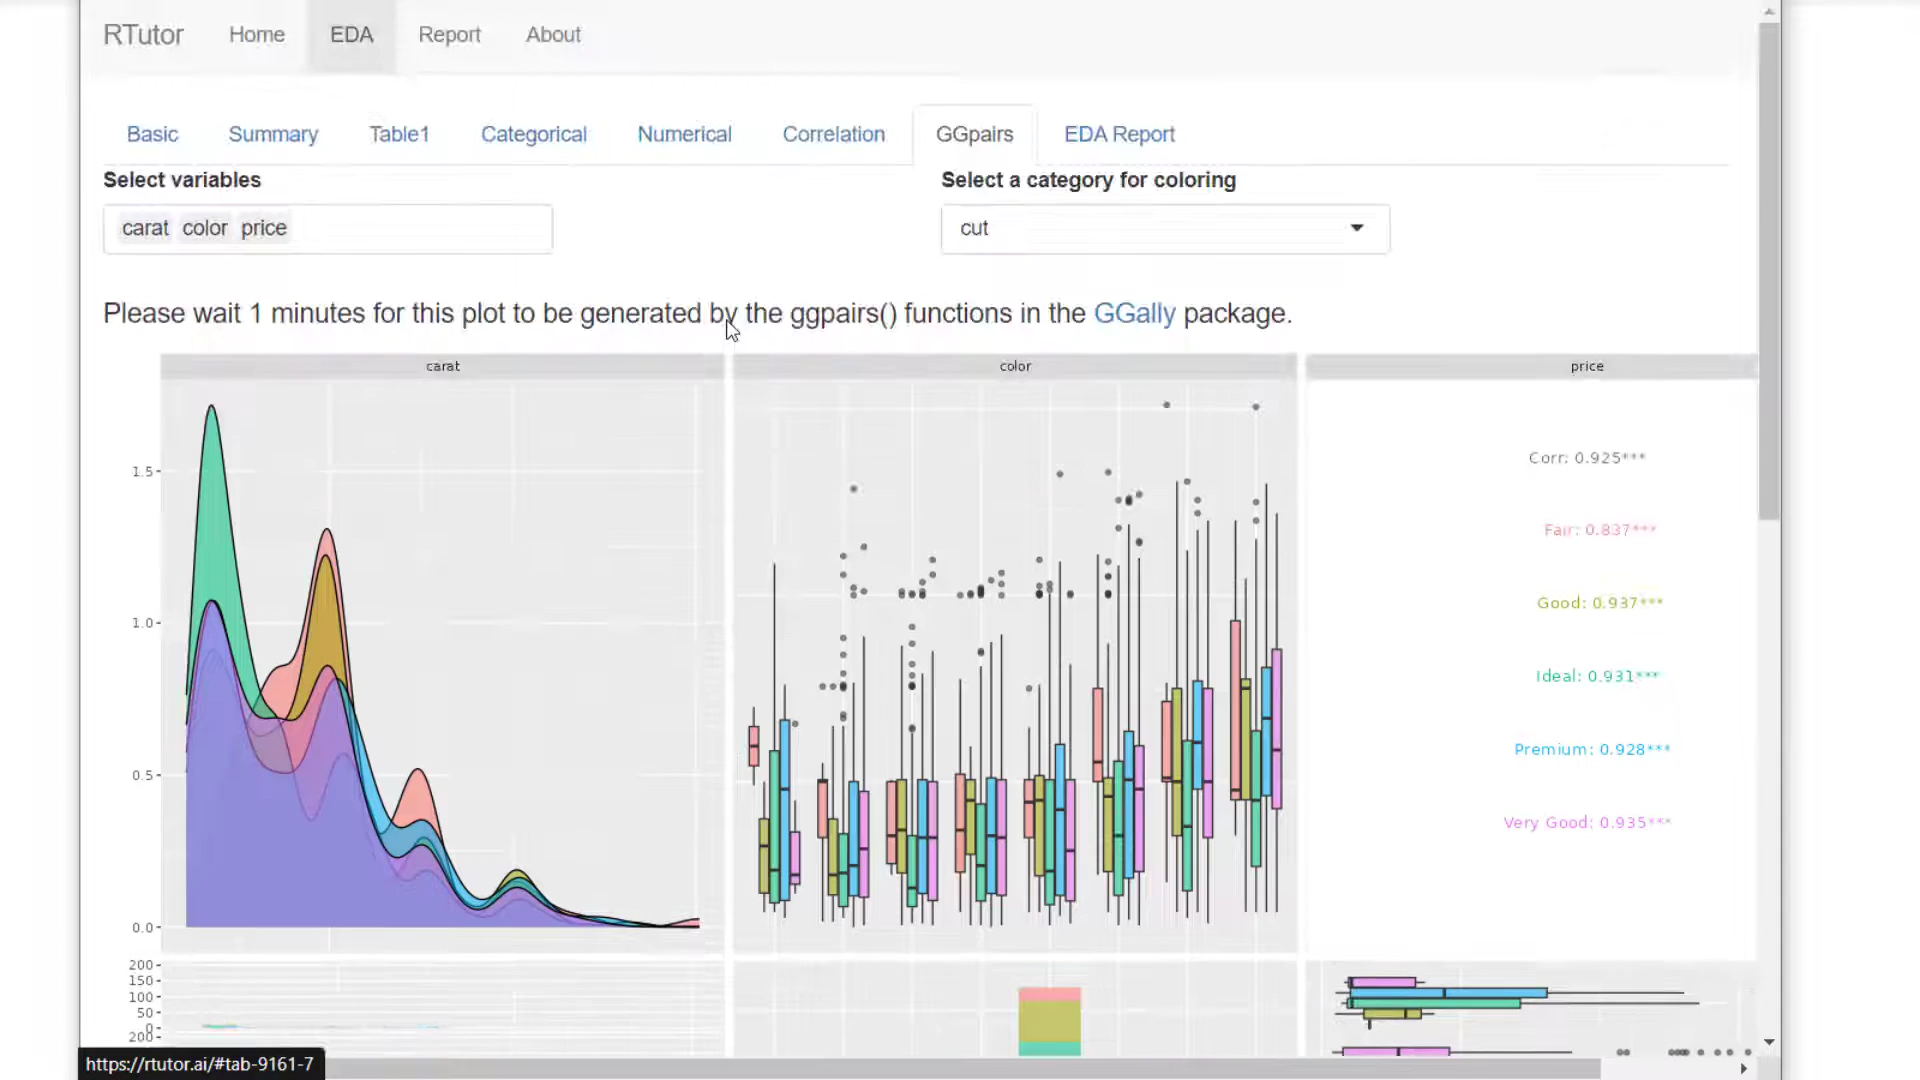 RTutor Home EDA Report About
Basic Summary Table1 Categorical Numerical Correlation GGpairs EDA Report
Select variables Select a category for coloring
carat color price cut
Please wait 1 minutes for this plot to be generated by the ggpairs() functions in the GGally package.
carat color price
1.5
1.0
0.5
0.0
Corr: 0.925***
Fair: 0.837***
Good: 0.937***
Ideal: 0.931***
Premium: 0.928***
Very Good: 0.935***
200
150
100
50
0
200
https://rtutor.ai/#tab-9161-7